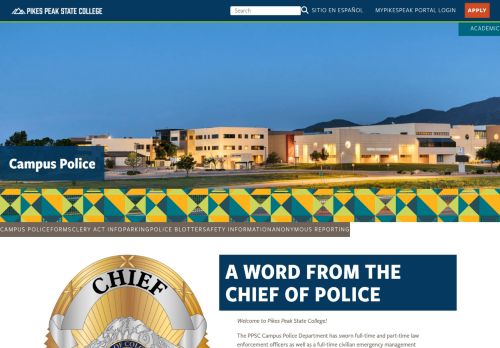 PIKES PEAK STATE COLLEGE
Search
SITIO EN ESPAÑOL
MYPIKESPEAK PORTAL LOGIN
APPLY
ACADEMIC
Campus Police
CAMPUS POLICEFORMSCLERY ACT INFOPARKINGPOLICE BLOTTERSAFETY INFORMATIONANONYMOUS REPORTING
CHIEF
OF COL
A WORD FROM THE
CHIEF OF POLICE
Welcome to Pikes Peak State College!
The PPSC Campus Police Department has sworn full-time and part-time law
enforcement officers as well as a full-time civilian emergency management